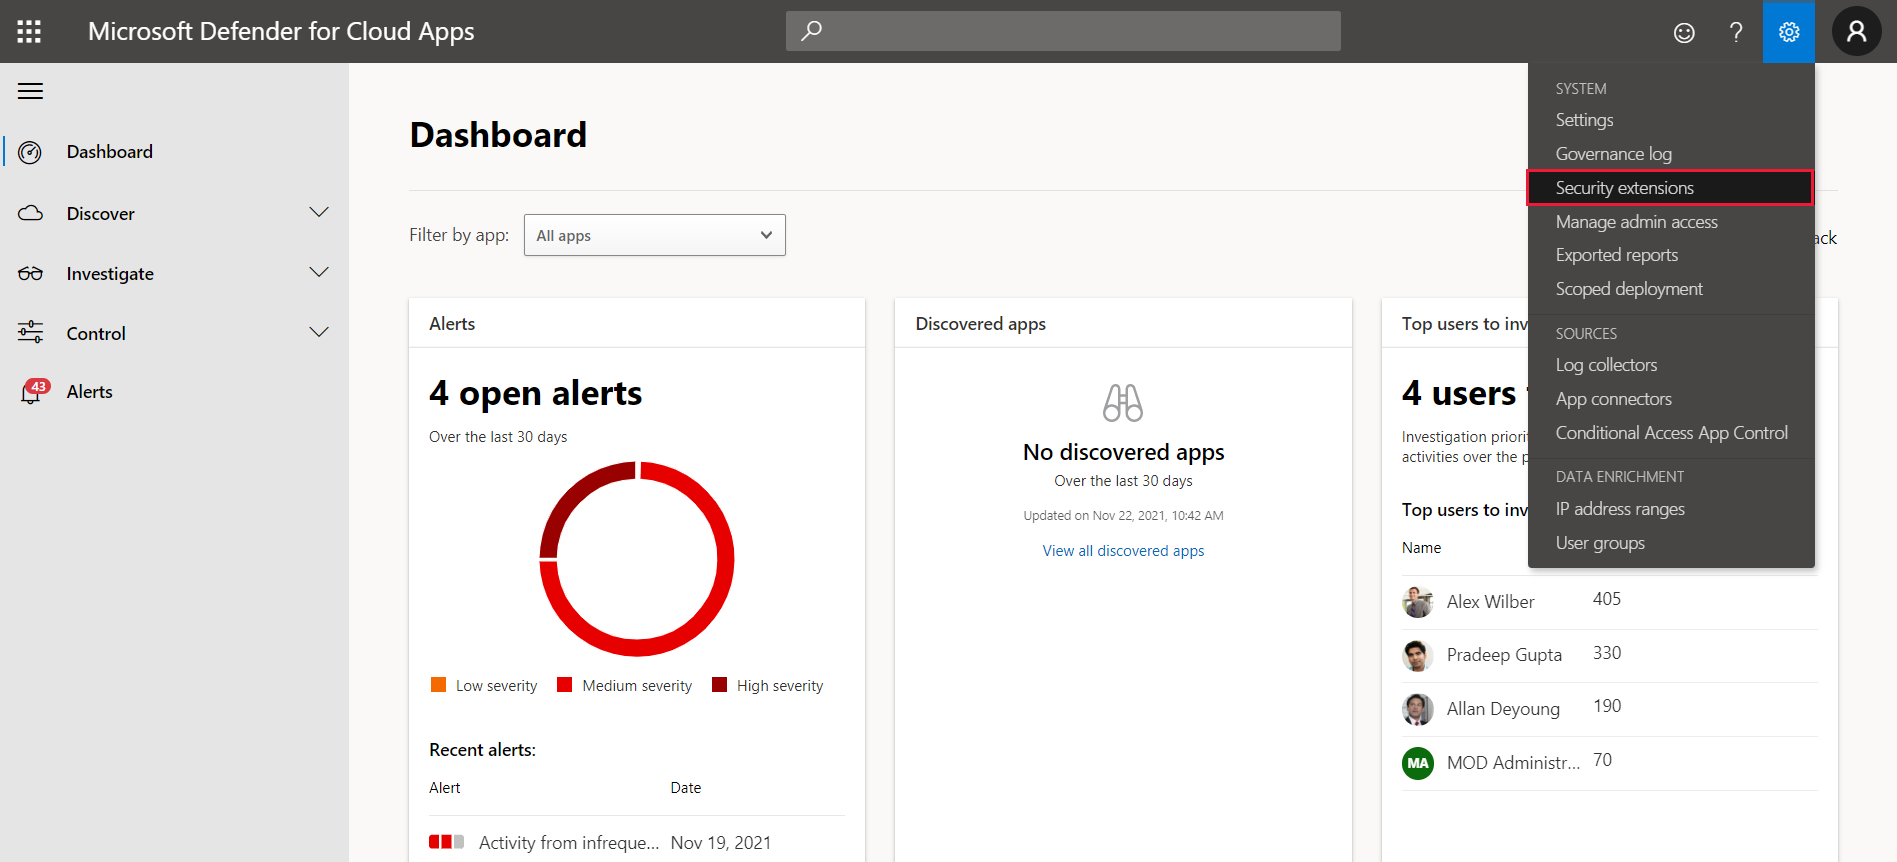 Microsoft Defender for Cloud Apps
?
Dashboard
Discover
Investigate
Control
43
Alerts
Dashboard
Filter by app:
All apps
ack
Alerts
4 open alerts
Over the last 30 days
Low severity
Medium severity
High severity
Recent alerts:
Alert Date
Activity from infreque... Nov 19, 2021
Discovered apps
No discovered apps
Over the last 30 days
Updated on Nov 22, 2021, 10:42 AM
View all discovered apps
Top users to inv
4 users
Investigation priori
activities over the p
Top users to inv
Name
Alex Wilber 405
Pradeep Gupta 330
Allan Deyoung 190
MA MOD Administr... 70
SYSTEM
Settings
Governance log
Security extensions
Manage admin access
Exported reports
Scoped deployment
SOURCES
Log collectors
App connectors
Conditional Access App Control
DATA ENRICHMENT
IP address ranges
User groups